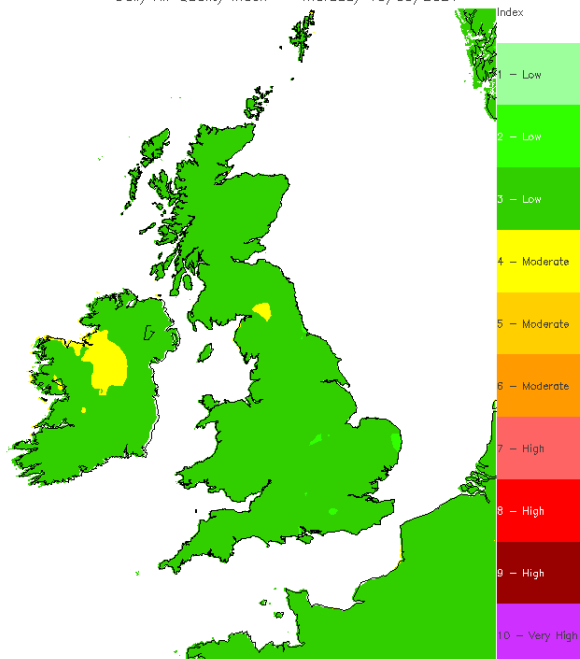 Index
1 - Low
2 - Low
3 - Low
4 - Moderate
5 - Moderate
6 - Moderate
7 - High
8 - High
9 - High
10 - Very High